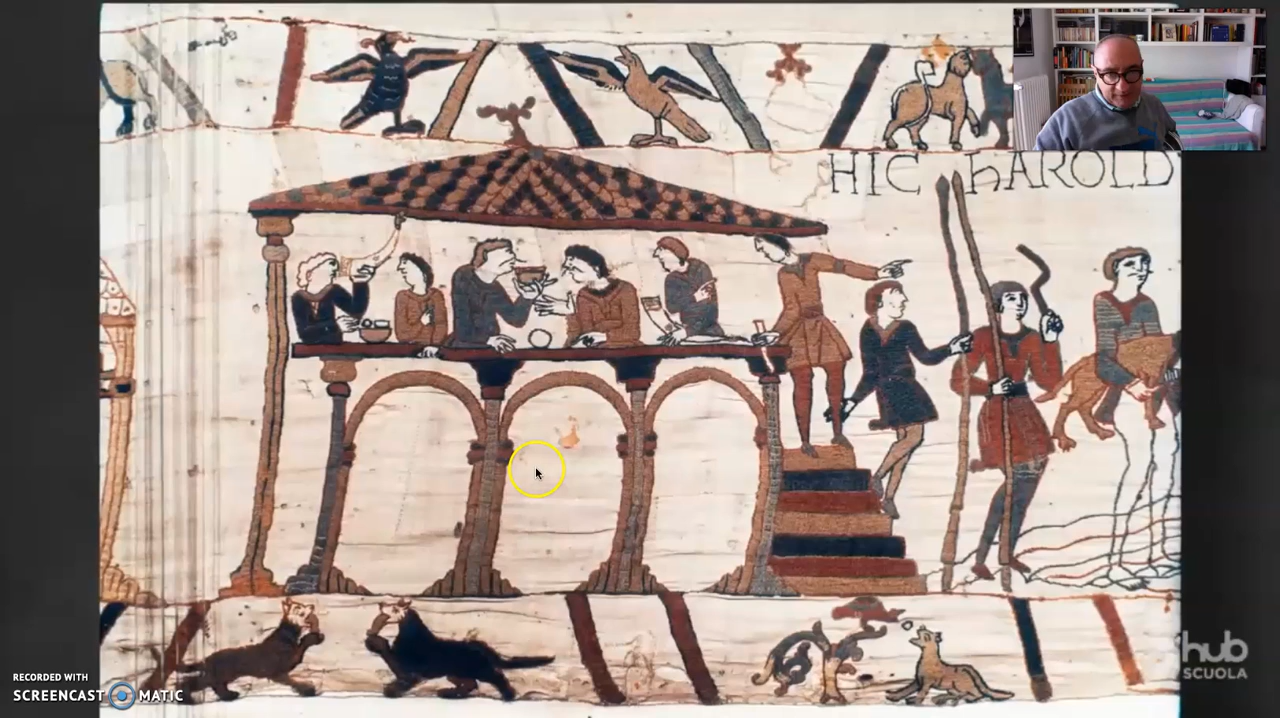 HIC hAROLD
hub
SCUOLA
RECORDED WITH
SCREENCAST MATIC